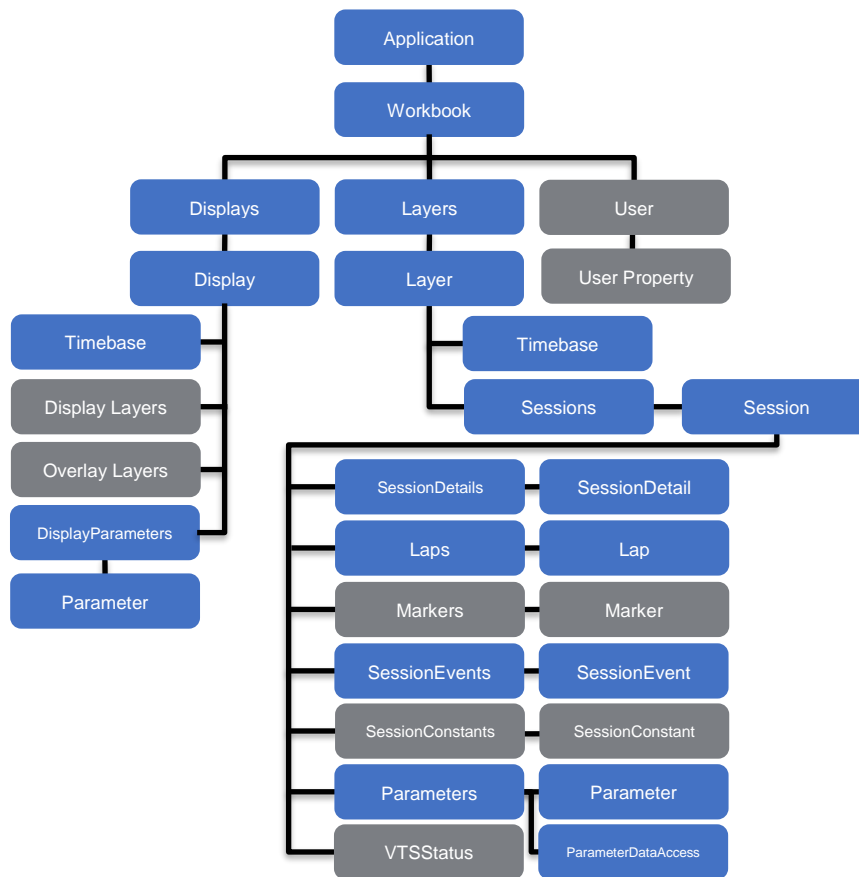 Application
Workbook
Displays
Layers
User
Display
Layer
User Property
Timebase
Timebase
Display Layers
Sessions
Session
Overlay Layers
SessionDetails
SessionDetail
DisplayParameters
Laps
Lap
Parameter
Markers
Marker
SessionEvents
SessionEvent
SessionConstants
SessionConstant
Parameters
Parameter
VTSStatus
ParameterDataAccess